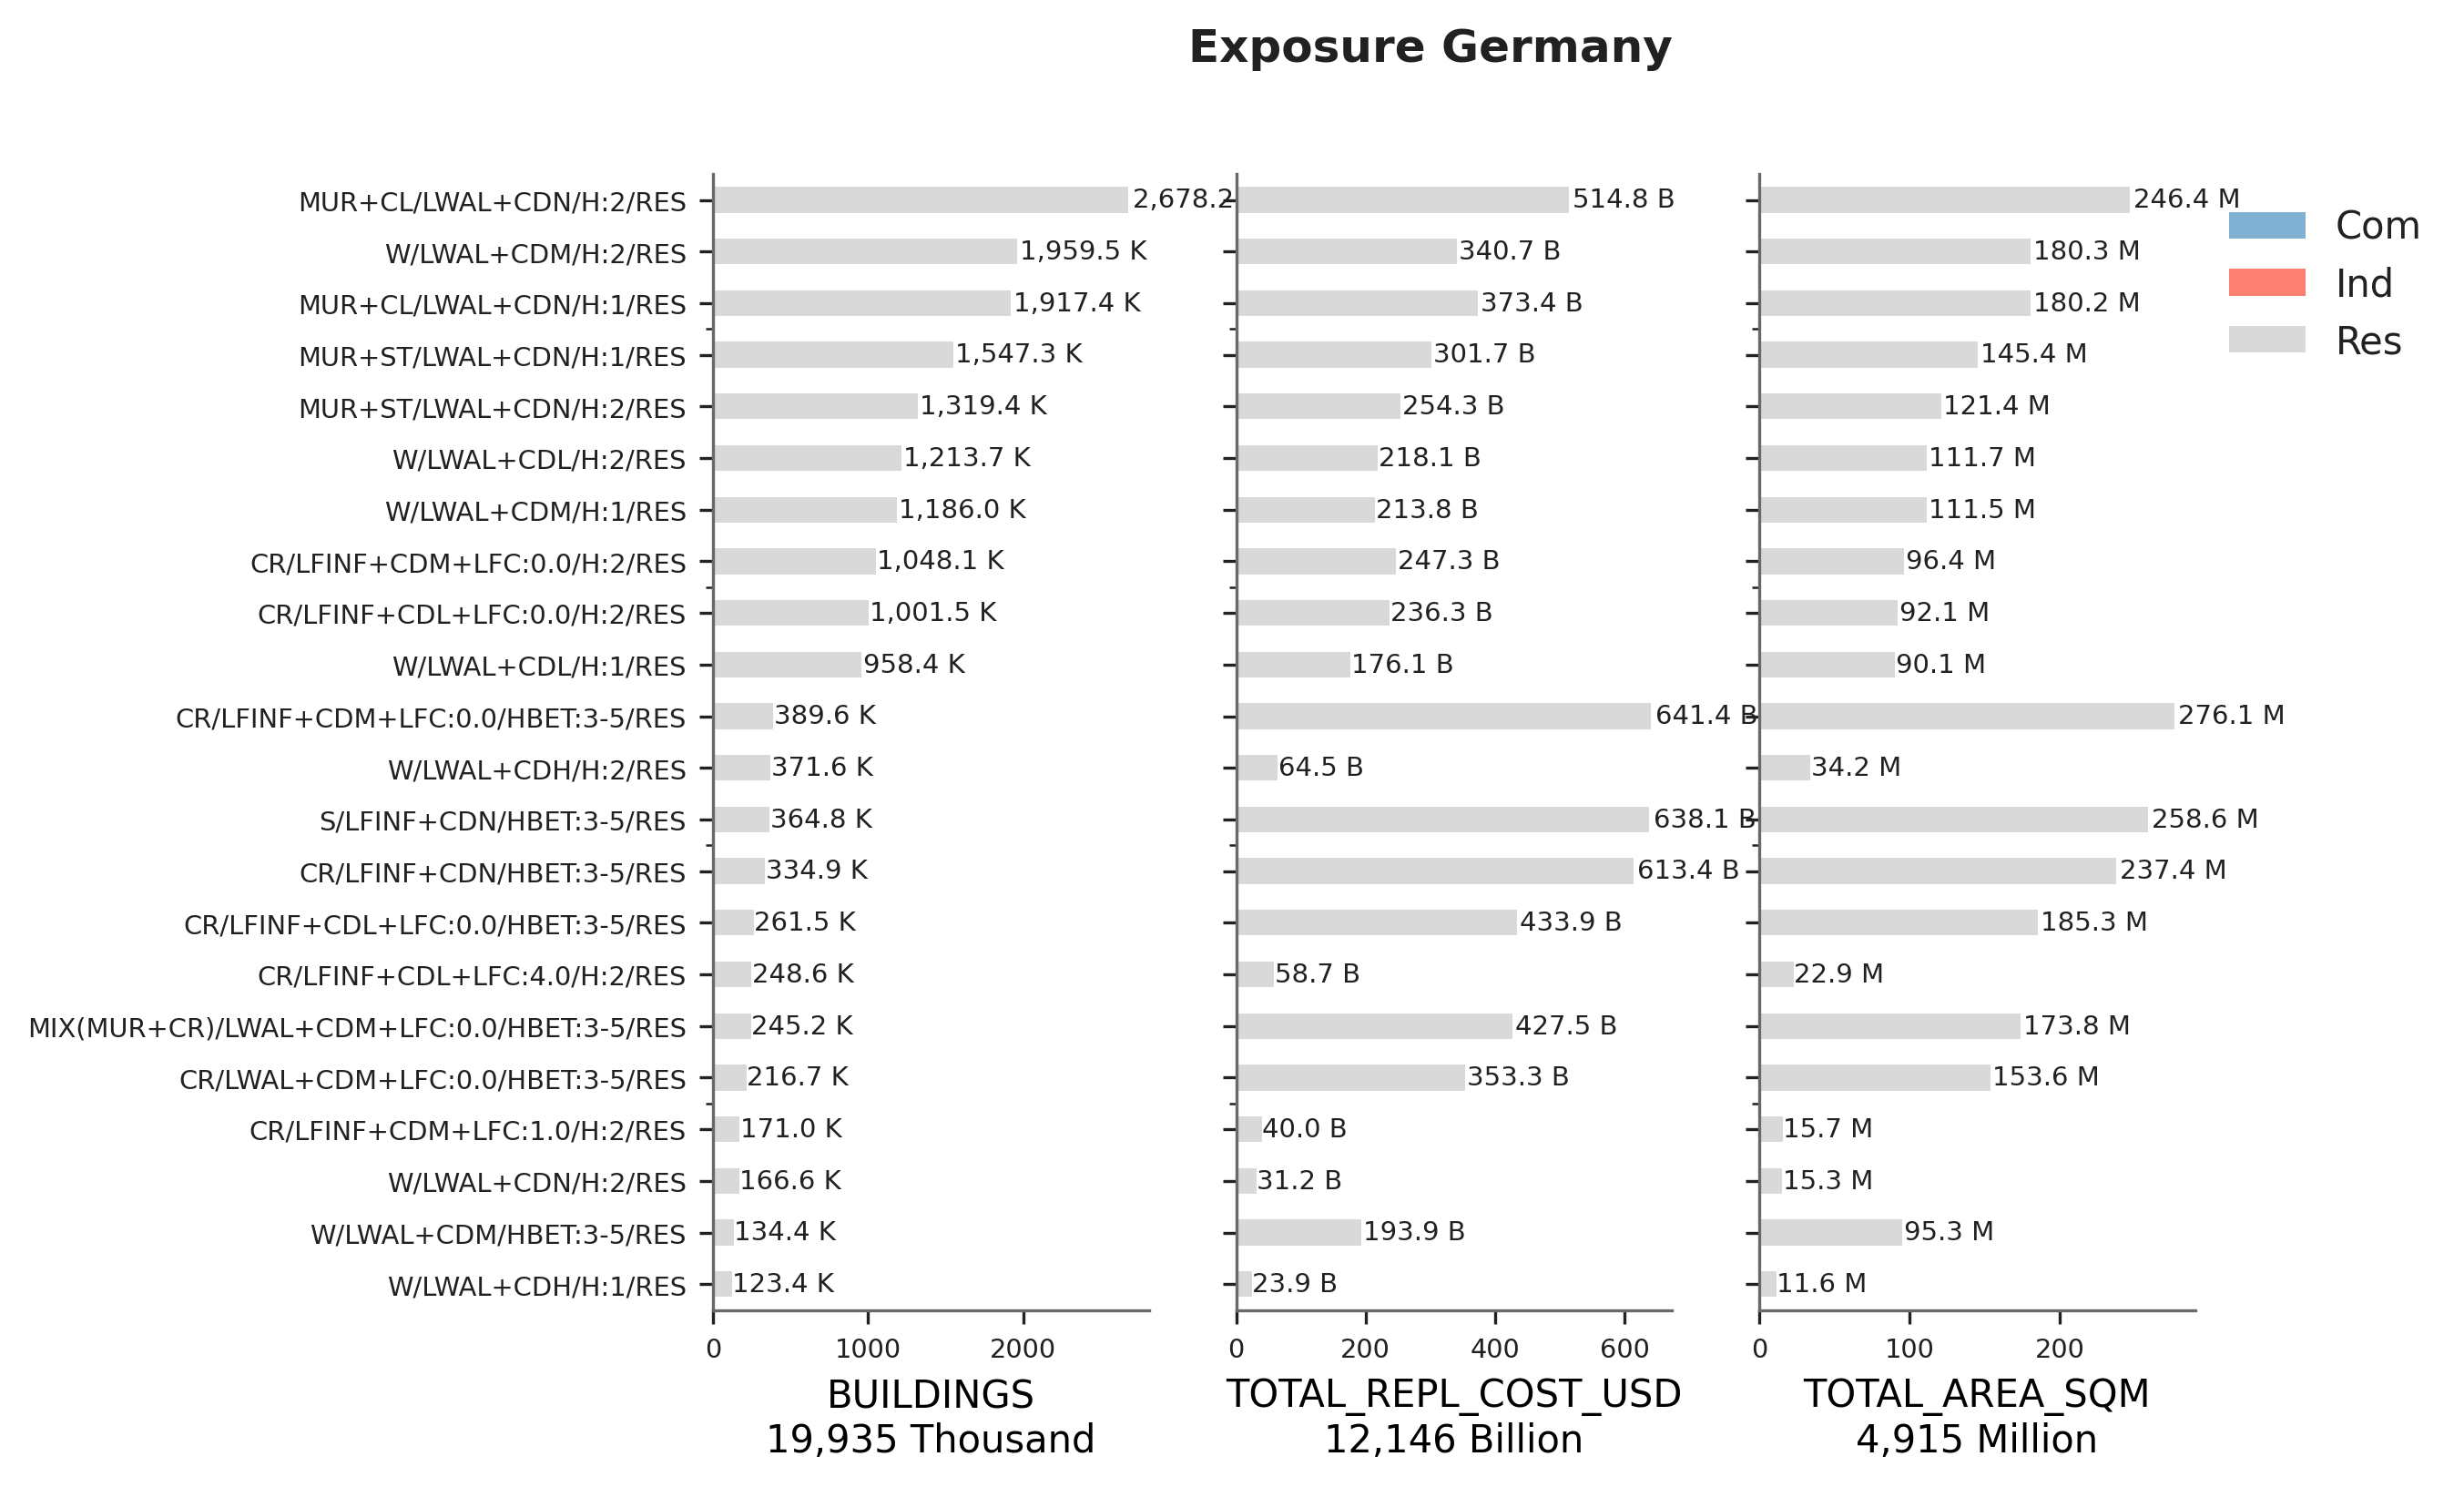 Exposure Germany
MUR+CL/LWAL+CDN/H:2/RES 2,678.2 514.8 B 246.4 M
W/LWAL+CDM/H:2/RES 1,959.5 K 340.7 B 180.3 M
MUR+CL/LWAL+CDN/H:1/RES 1,917.4 K 373.4 B 180.2 M
MUR+ST/LWAL+CDN/H:1/RES 1,547.3 K 301.7 B 145.4 M
MUR+ST/LWAL+CDN/H:2/RES 1,319.4 K 254.3 B 121.4 M
W/LWAL+CDL/H:2/RES 1,213.7 K 218.1 B 111.7 M
W/LWAL+CDM/H:1/RES 1,186.0 K 213.8 B 111.5 M
CR/LFINF+CDM+LFC:0.0/H:2/RES 1,048.1 K 247.3 B 96.4 M
CR/LFINF+CDL+LFC:0.0/H:2/RES 1,001.5 K 236.3 B 92.1 M
W/LWAL+CDL/H:1/RES 958.4 K 176.1 B 90.1 M
CR/LFINF+CDM+LFC:0.0/HBET:3-5/RES 389.6 K 641.4 B 276.1 M
W/LWAL+CDH/H:2/RES 371.6 K 64.5 B 34.2 M
S/LFINF+CDN/HBET:3-5/RES 364.8 K 638.1 B 258.6 M
CR/LFINF+CDN/HBET:3-5/RES 334.9 K 613.4 B 237.4 M
CR/LFINF+CDL+LFC:0.0/HBET:3-5/RES 261.5 K 433.9 B 185.3 M
CR/LFINF+CDL+LFC:4.0/H:2/RES 248.6 K 58.7 B 22.9 M
MIX(MUR+CR)/LWAL+CDM+LFC:0.0/HBET:3-5/RES 245.2 K 427.5 B 173.8 M
CR/LWAL+CDM+LFC:0.0/HBET:3-5/RES 216.7 K 353.3 B 153.6 M
CR/LFINF+CDM+LFC:1.0/H:2/RES 171.0 K 40.0 B 15.7 M
W/LWAL+CDN/H:2/RES 166.6 K 31.2 B 15.3 M
W/LWAL+CDM/HBET:3-5/RES 134.4 K 193.9 B 95.3 M
W/LWAL+CDH/H:1/RES 123.4 K 23.9 B 11.6 M
0 1000 2000 0 200 400 600 0 100 200
BUILDINGS TOTAL_REPL_COST_USD TOTAL_AREA_SQM
19,935 Thousand 12,146 Billion 4,915 Million
Com
Ind
Res